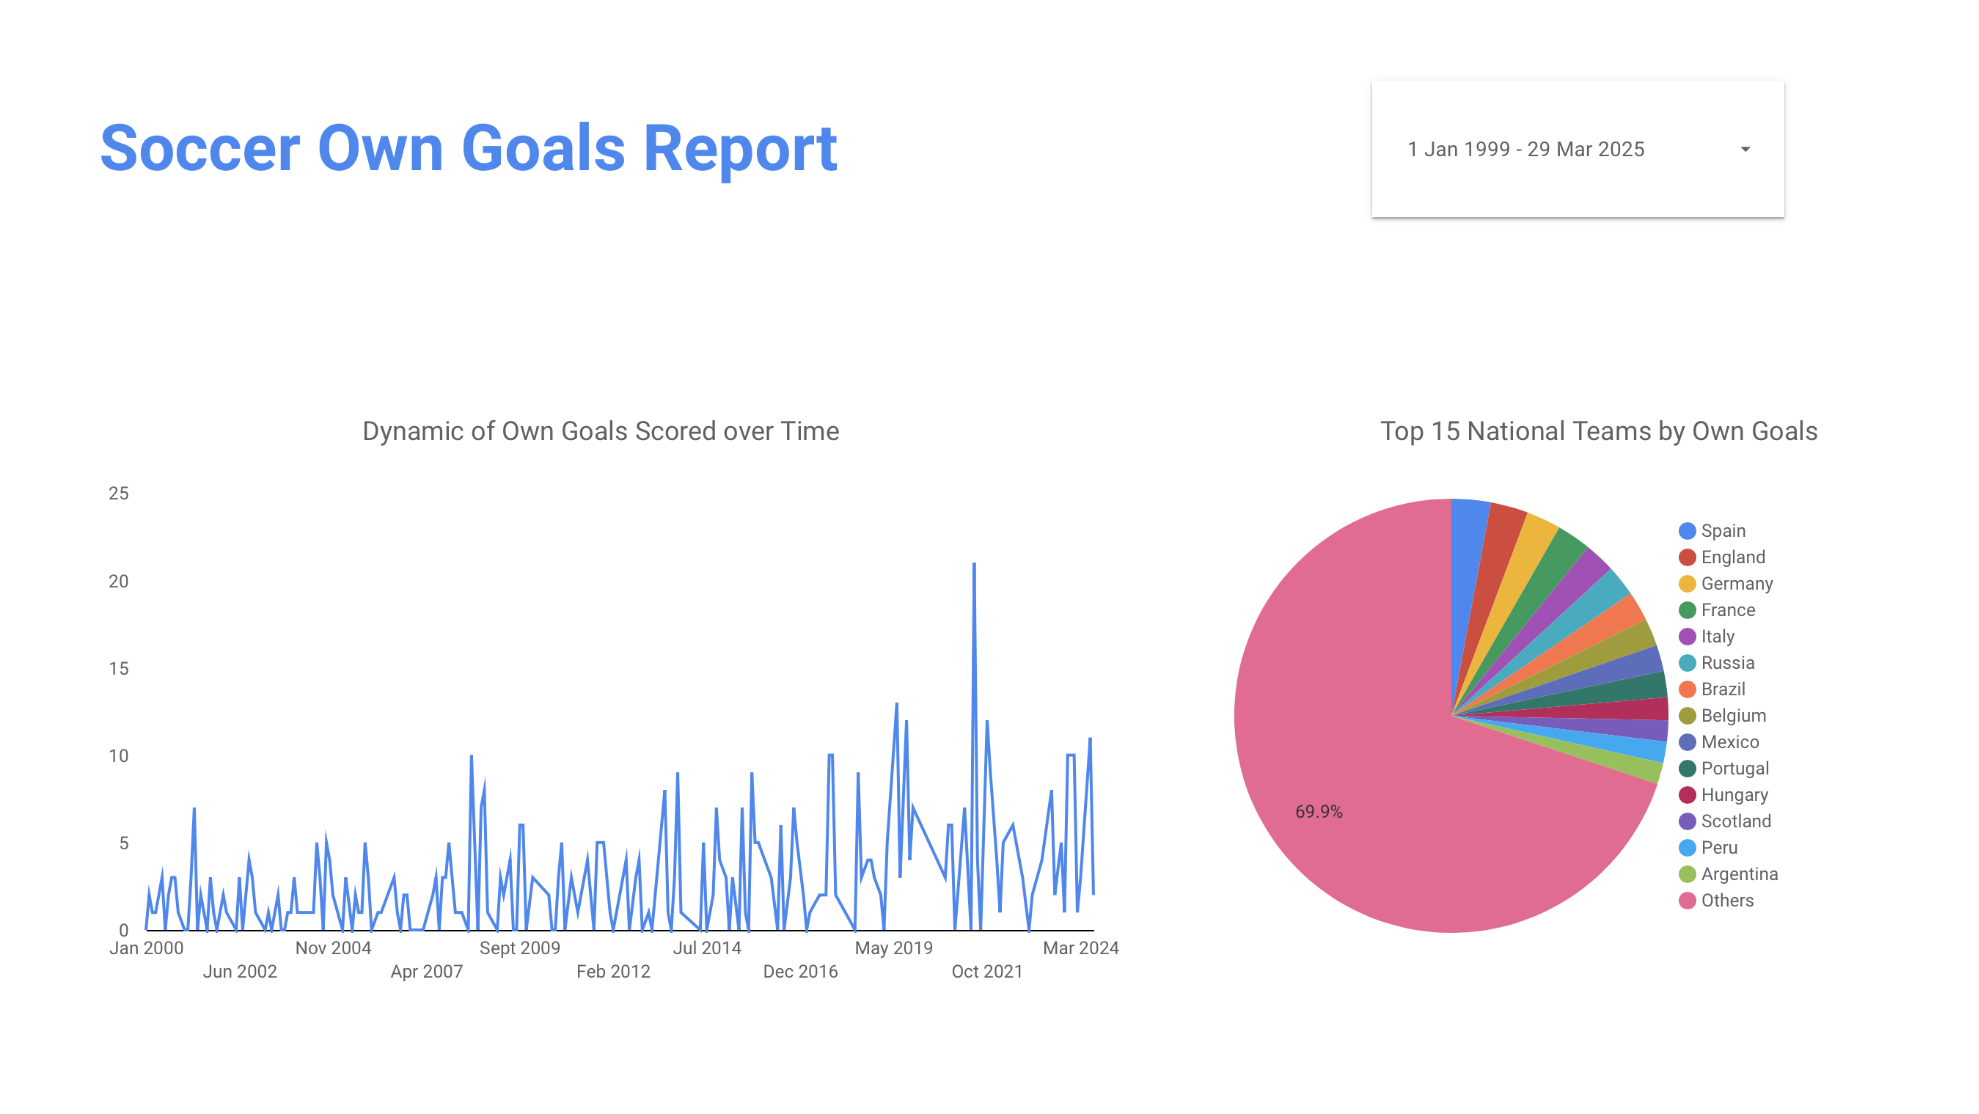 Soccer Own Goals Report
1 Jan 1999 - 29 Mar 2025
Dynamic of Own Goals Scored over Time
25
20
15
10
5
0
Jan 2000
Jun 2002
Nov 2004
Apr 2007
Sept 2009
Feb 2012
Jul 2014
Dec 2016
May 2019
Oct 2021
Mar 2024
Top 15 National Teams by Own Goals
69.9%
Spain
England
Germany
France
Italy
Russia
Brazil
Belgium
Mexico
Portugal
Hungary
Scotland
Peru
Argentina
Others